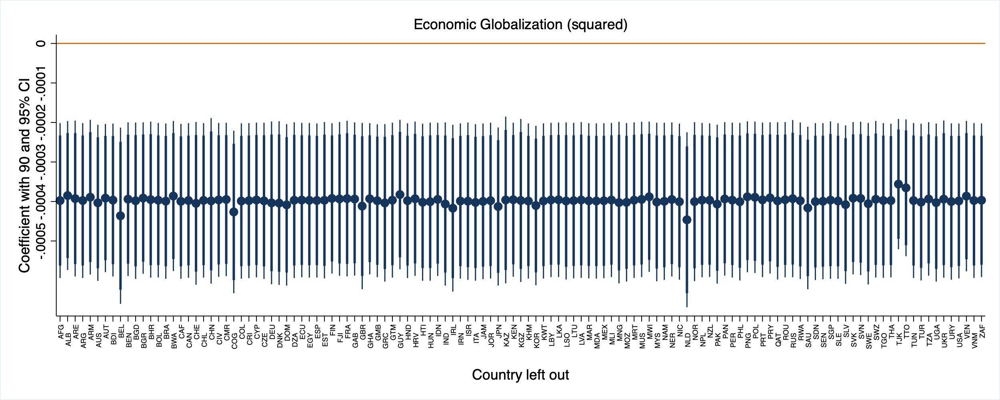 Economic Globalization (squared)
Coefficient with 90 and 95% CI
0
-.0001
-.0002
-.0003
-.0004
-.0005
AFG
ALB
ARE
ARG
ARM
AUS
AUT
BDI
BEL
BEN
BGD
BGR
BHR
BOL
BRA
BWA
CAF
CAN
CHE
CHL
CHN
CIV
CMR
COG
COL
CRI
CYP
CZE
DEU
DNK
DOM
DZA
ECU
EGY
ESP
EST
FIN
FJI
FRA
GAB
GBR
GHA
GMB
GRC
GTM
GUY
HND
HRV
HTI
HUN
IDN
IND
IRL
IRN
ISR
ITA
JAM
JOR
JPN
KAZ
KEN
KGZ
KHM
KOR
KWT
LBY
LKA
LSO
LTU
LVA
MAR
MDA
MEX
MLI
MNG
MOZ
MRT
MUS
MWI
MYS
NAM
NER
NIC
NLD
NOR
NPL
NZL
PAK
PAN
PER
PHL
PNG
POL
PRT
PRY
QAT
ROU
RUS
RWA
SAU
SDN
SEN
SGP
SLE
SLV
SVK
SVN
SWE
SWZ
TGO
THA
TJK
TTO
TUN
TUR
TZA
UGA
UKR
URY
USA
VEN
VNM
ZAF
Country left out